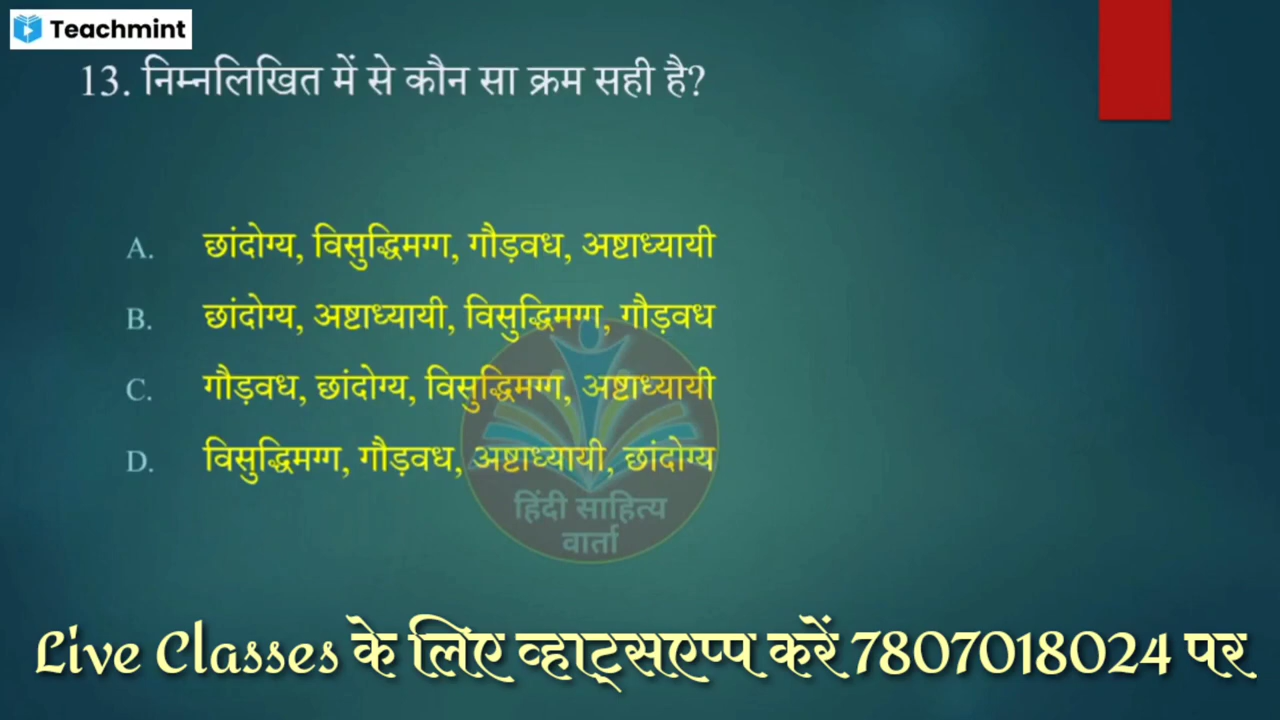 Teachmint
13. निम्नलिखित में से कौन सा क्रम सही है?
A. छांदोग्य, विसुद्धिमग्ग, गौड़वध, अष्टाध्यायी
B. छांदोग्य, अष्टाध्यायी, विसुद्धिमग्ग, गौड़वध
C. गौड़वध, छांदोग्य, विसुद्धिमग्ग, अष्टाध्यायी
D. विसुद्धिमग्ग, गौड़वध, अष्टाध्यायी, छांदोग्य
हिंदी साहित्य
वार्ता
Live Classes के लिए व्हाट्सएप्प करें 7807018024 पर